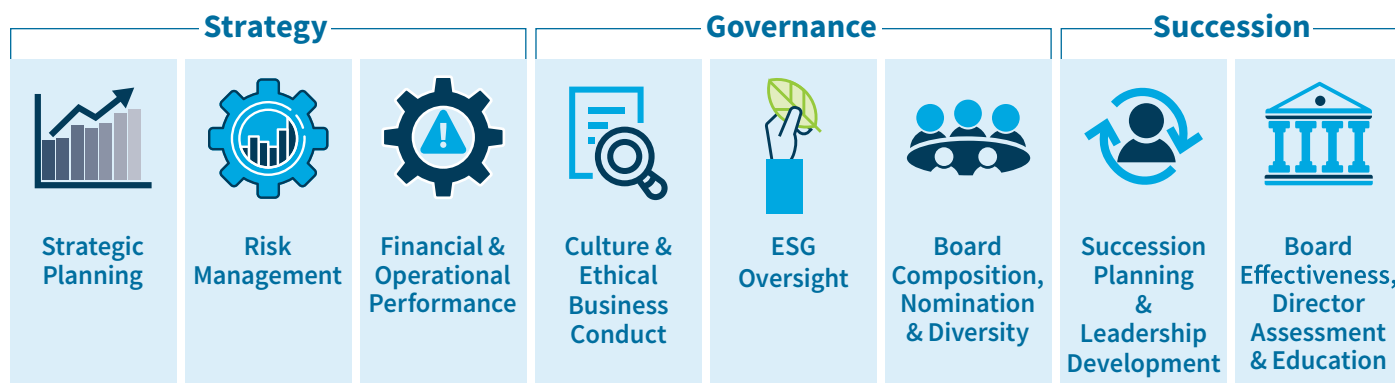 Strategy
Governance
Succession
Strategic
Planning
Risk
Management
Financial &
Operational
Performance
Culture &
Ethical
Business
Conduct
ESG
Oversight
Board
Composition,
Nomination
& Diversity
Succession
Planning
&
Leadership
Development
Board
Effectiveness,
Director
Assessment
& Education